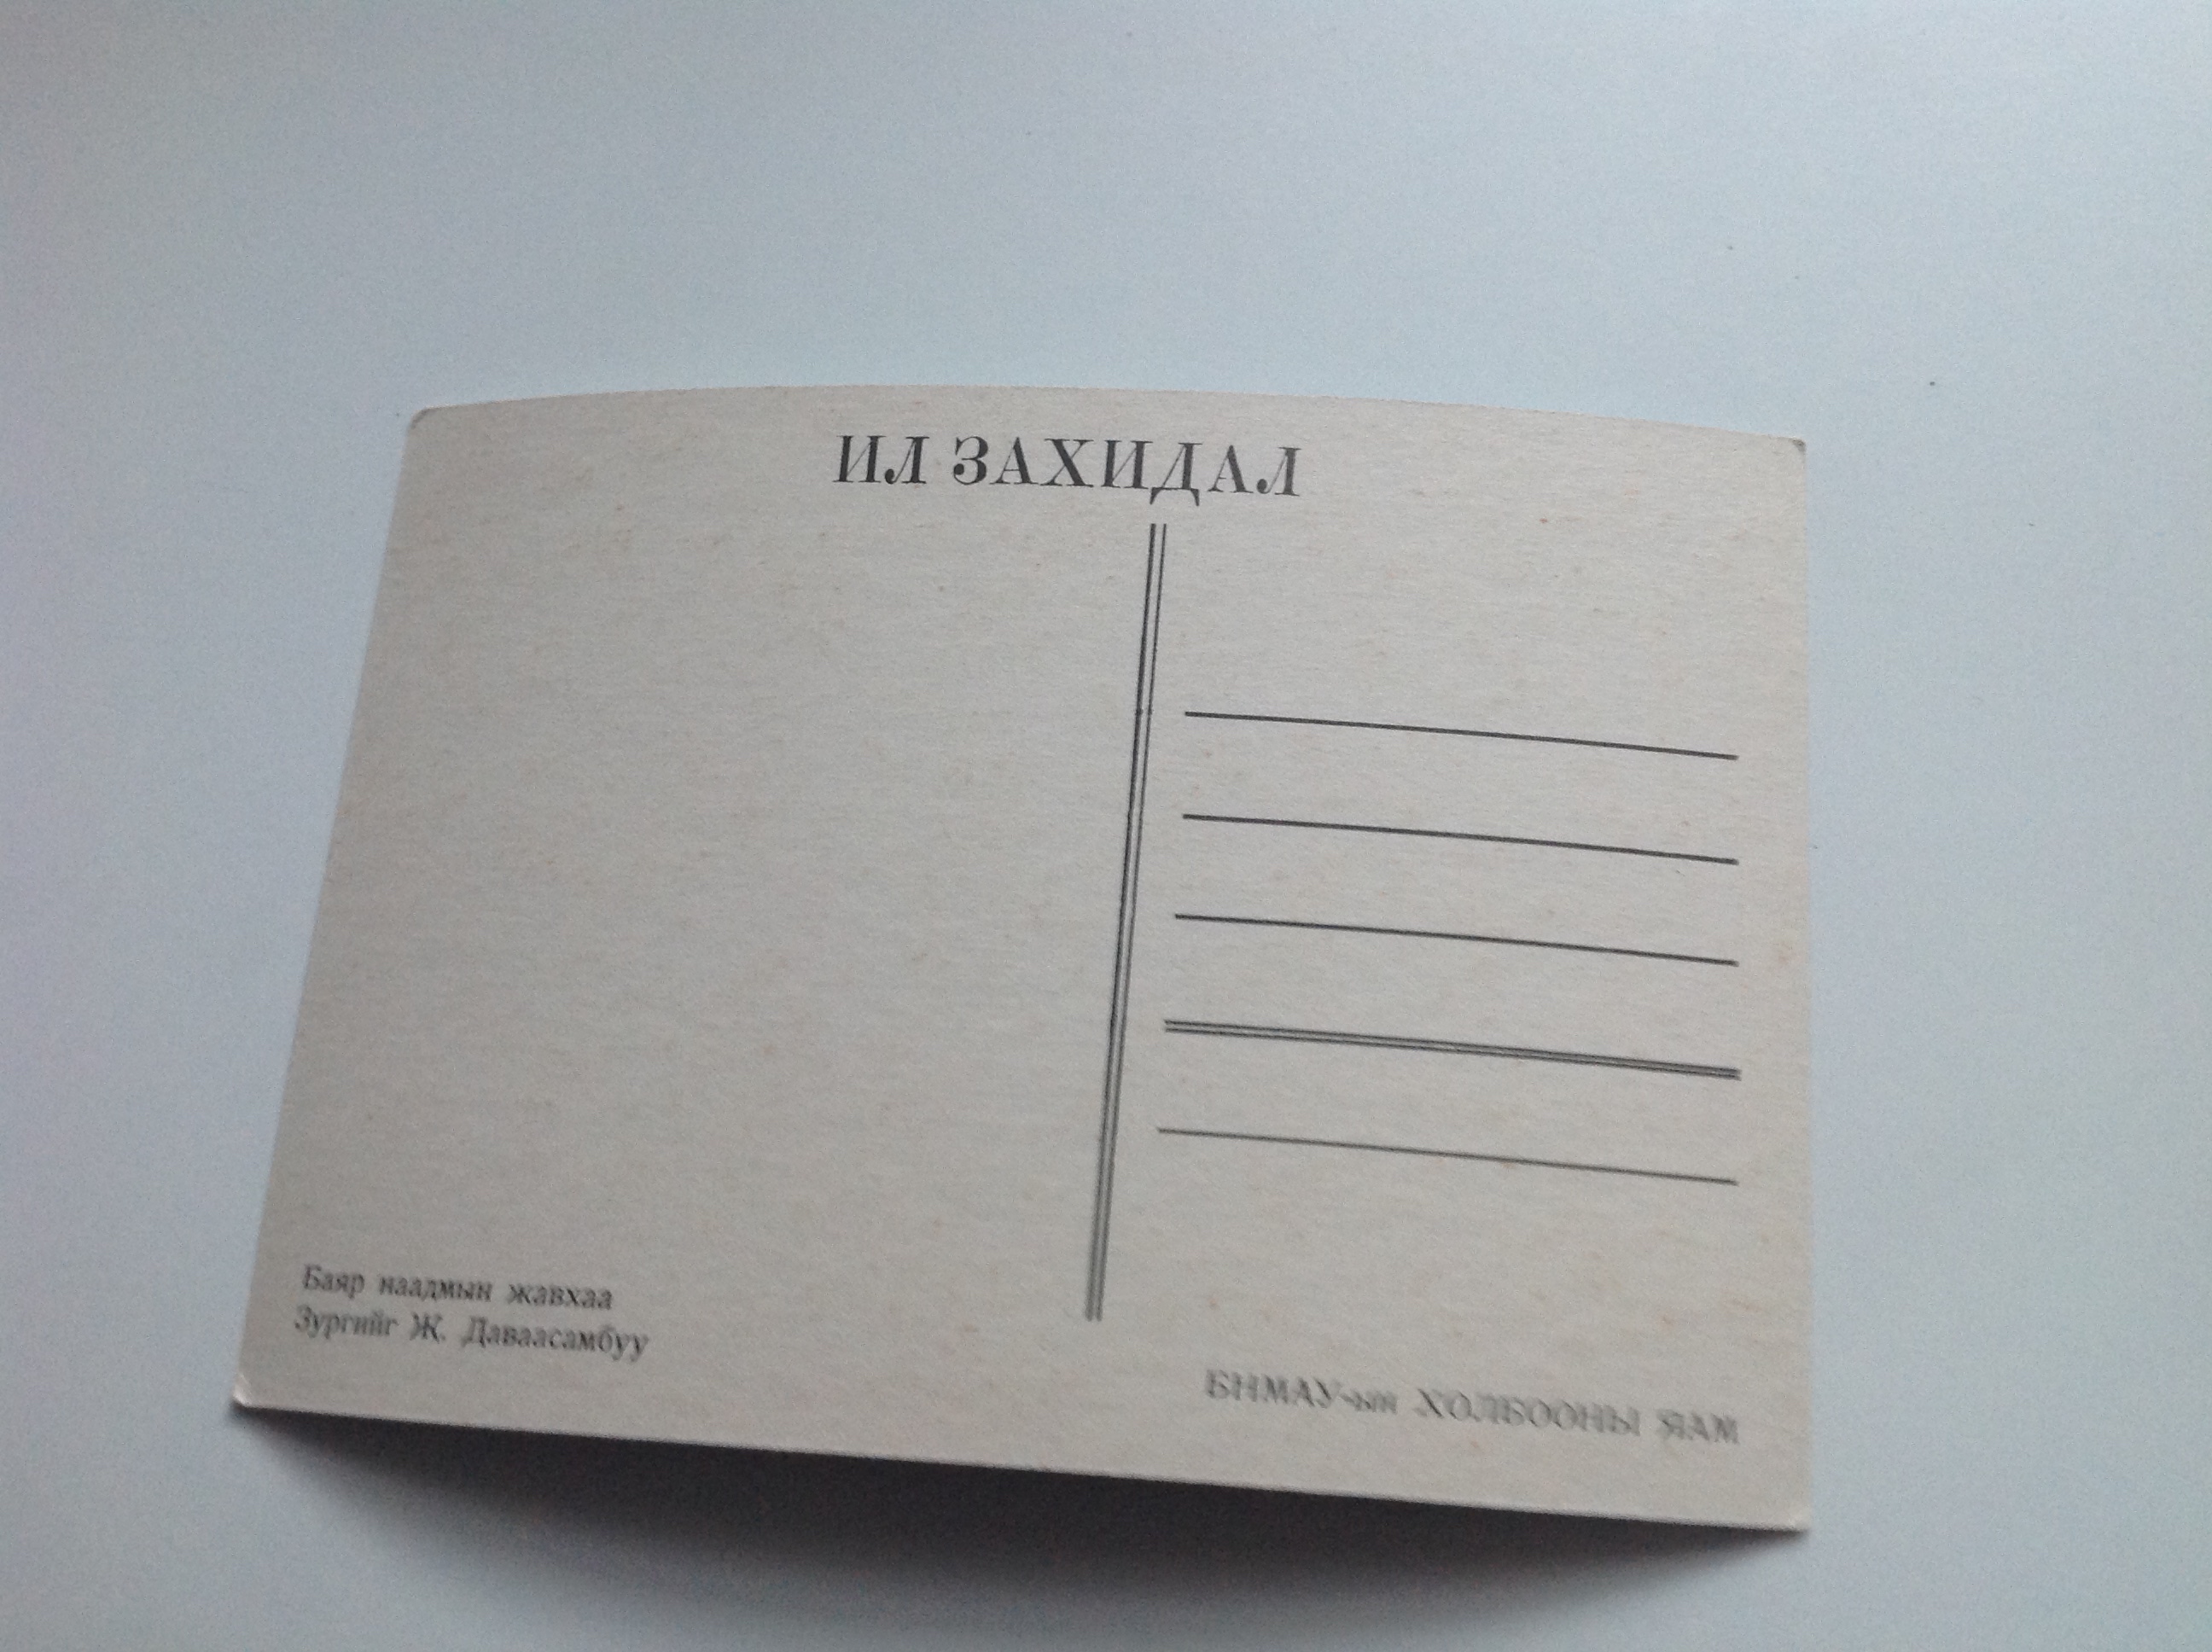 ИЛ ЗАХИДАЛ
Баяр наадмын жавхаа
Зургийг Ж. Даваасамбуу
БНМАУ-ын ХОЛБООНЫ ЯАМ